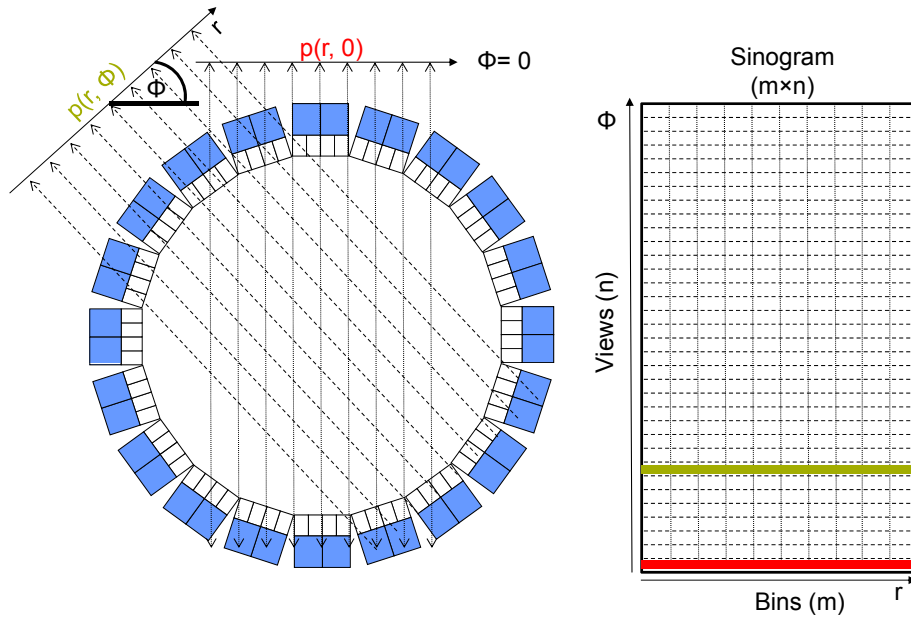 r
p(r, 0)
Φ= 0
p(r, Φ)
Φ
Sinogram
(m×n)
Φ
Views (n)
r
Bins (m)